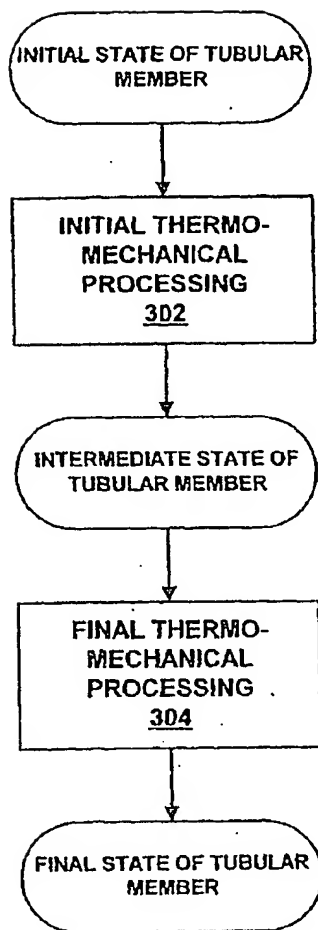 INITIAL STATE OF TUBULAR
MEMBER
INITIAL THERMO-
MECHANICAL
PROCESSING
302
INTERMEDIATE STATE OF
TUBULAR MEMBER
FINAL THERMO-
MECHANICAL
PROCESSING
304
FINAL STATE OF TUBULAR
MEMBER